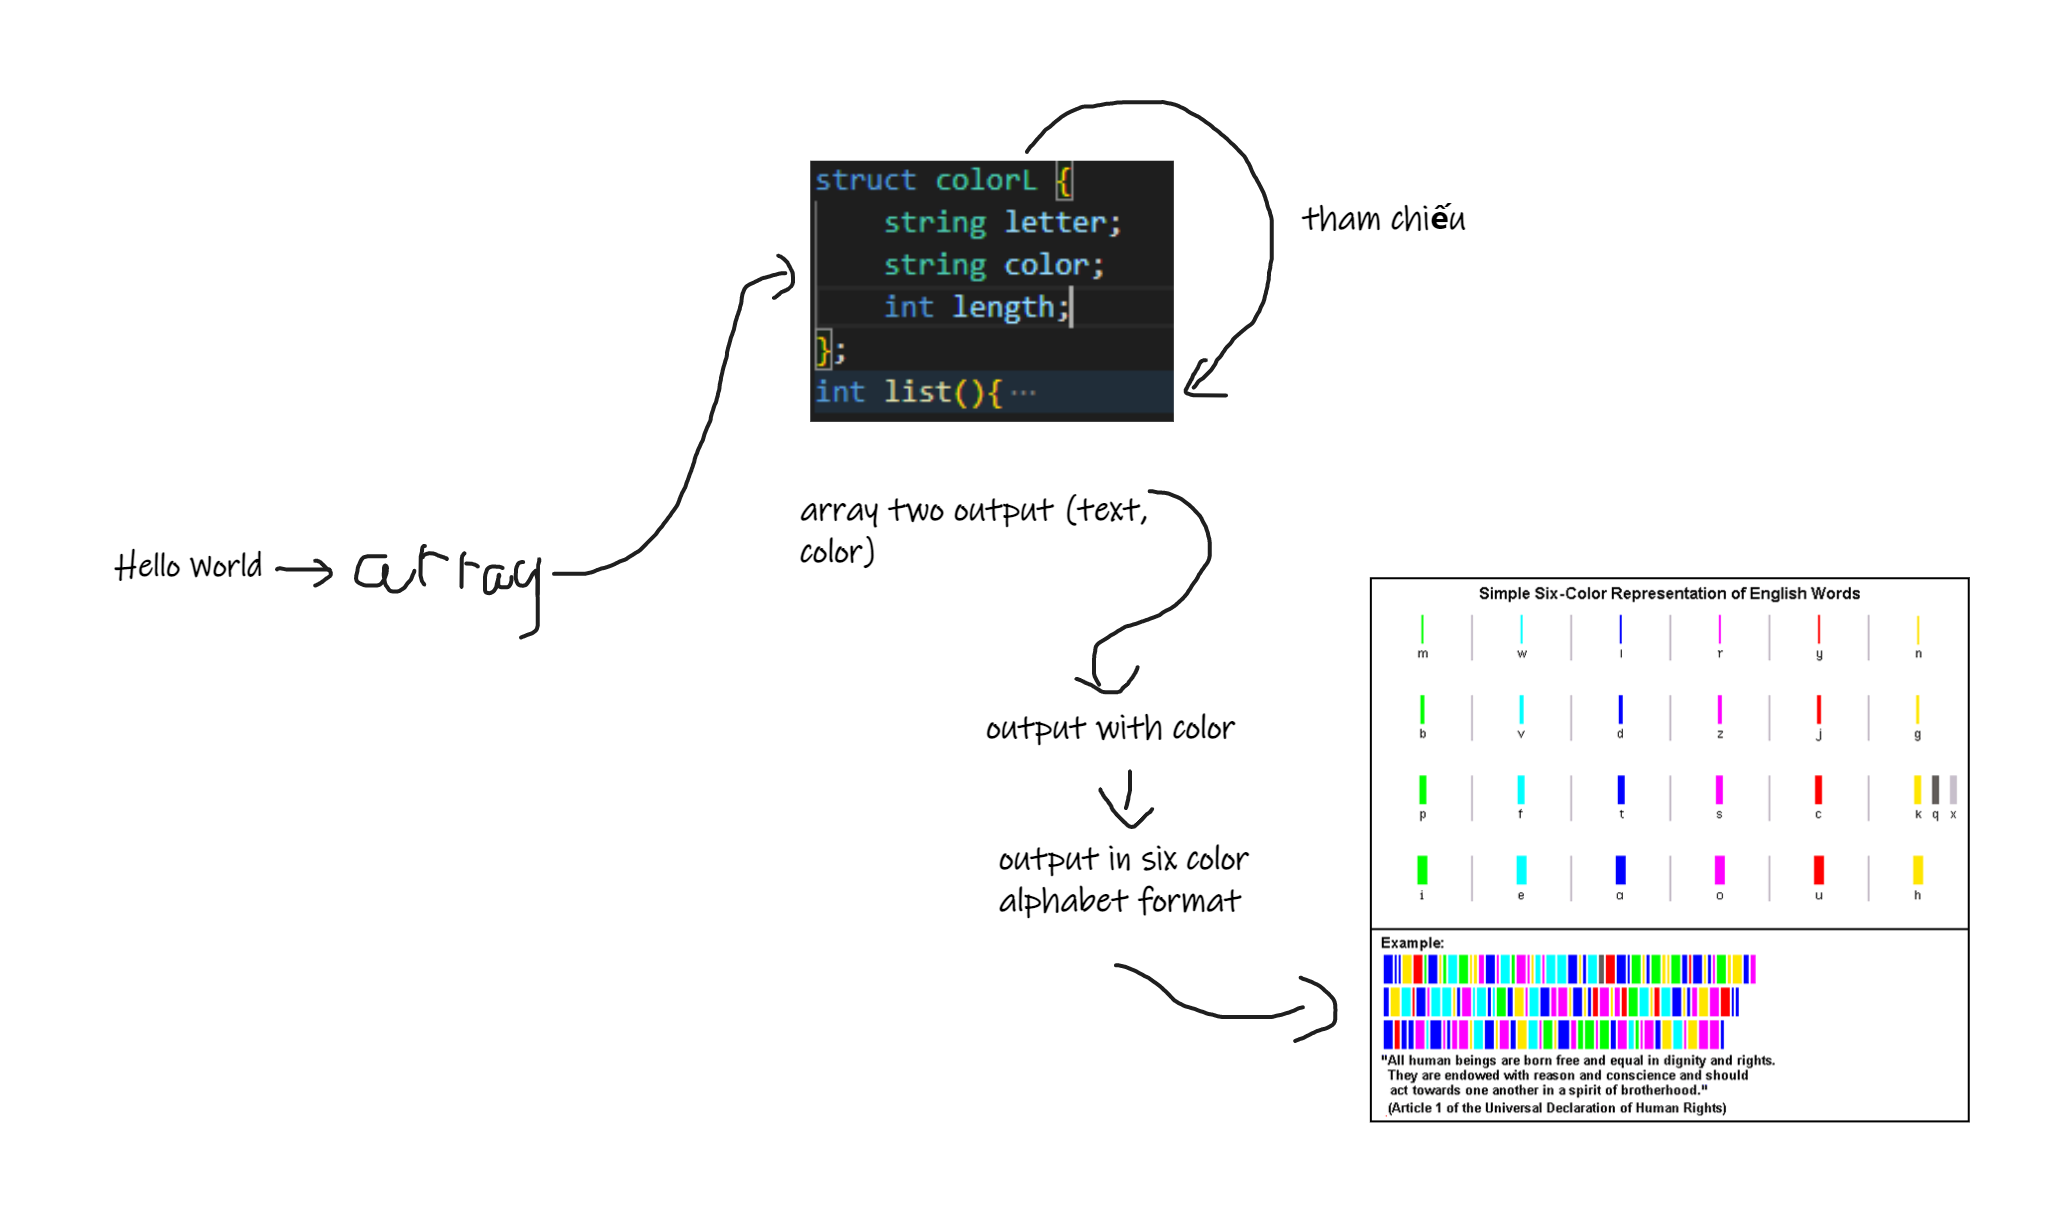 struct colorL {
string letter;
string color;
int length;
};
int list(){ ...
tham chiếu
array two output (text,
color)
Hello World
array
output with color
output in six color
alphabet format
Simple Six-Color Representation of English Words
m w l r y n
b v d z j g
p f t s c k q x
i e a o u h
Example:
"All human beings are born free and equal in dignity and rights.
They are endowed with reason and conscience and should
act towards one another in a spirit of brotherhood."
(Article 1 of the Universal Declaration of Human Rights)